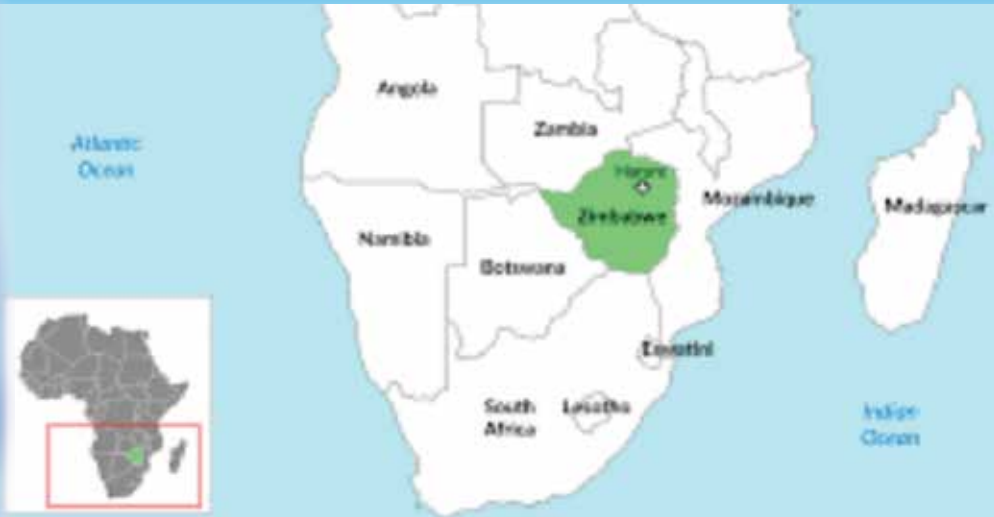 Angola
Zambia
Atlantic
Ocean
Harare
Zimbabwe
Mozambique
Madagascar
Namibia
Botswana
Eswatini
South
Africa
Lesotho
Indian
Ocean